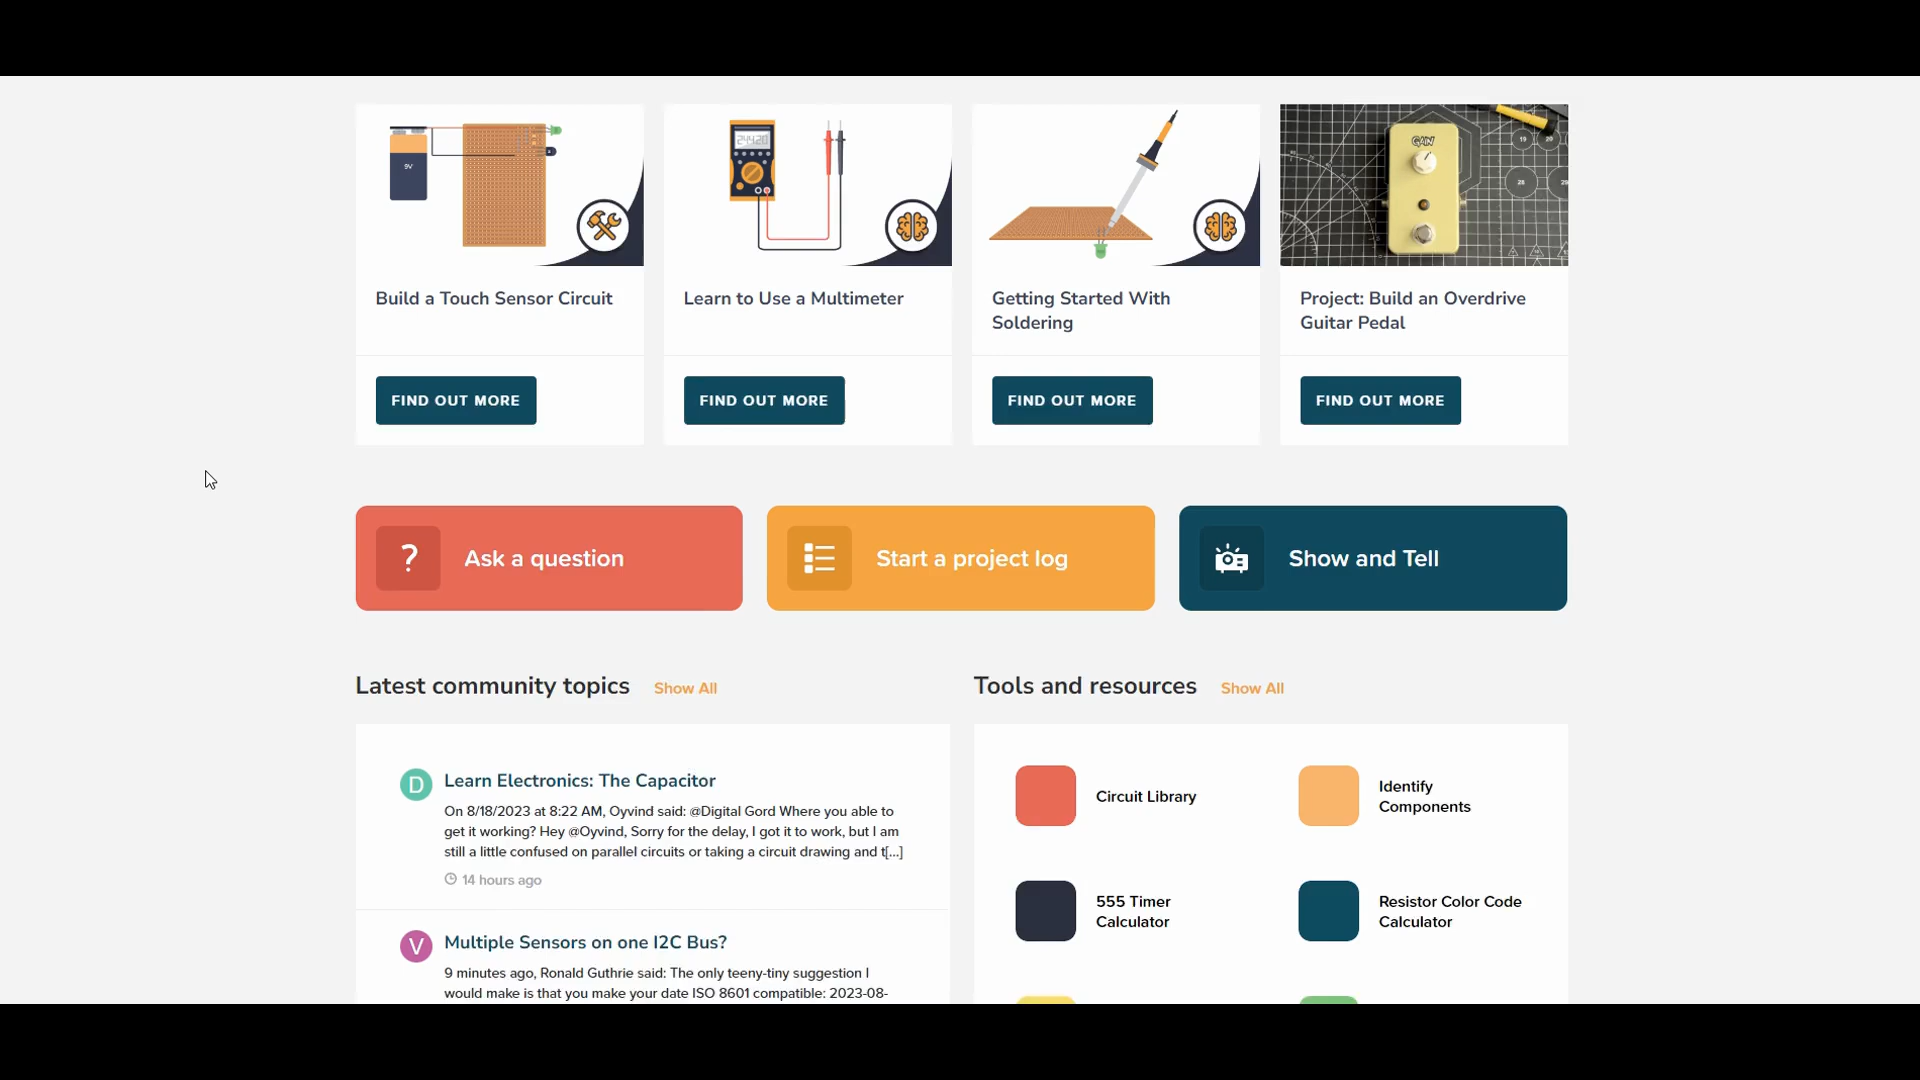 9V
24.20
GAIN
Build a Touch Sensor Circuit
Learn to Use a Multimeter
Getting Started With
Soldering
Project: Build an Overdrive
Guitar Pedal
FIND OUT MORE
FIND OUT MORE
FIND OUT MORE
FIND OUT MORE
?
Ask a question
Start a project log
Show and Tell
Latest community topics
Show All
D
Learn Electronics: The Capacitor
On 8/18/2023 at 8:22 AM, Oyvind said: @Digital Gord Where you able to
get it working? Hey @Oyvind, Sorry for the delay, I got it to work, but I am
still a little confused on parallel circuits or taking a circuit drawing and t[...]
14 hours ago
V
Multiple Sensors on one I2C Bus?
9 minutes ago, Ronald Guthrie said: The only teeny-tiny suggestion I
would make is that you make your date ISO 8601 compatible: 2023-08-
Tools and resources
Show All
Circuit Library
Identify
Components
555 Timer
Calculator
Resistor Color Code
Calculator